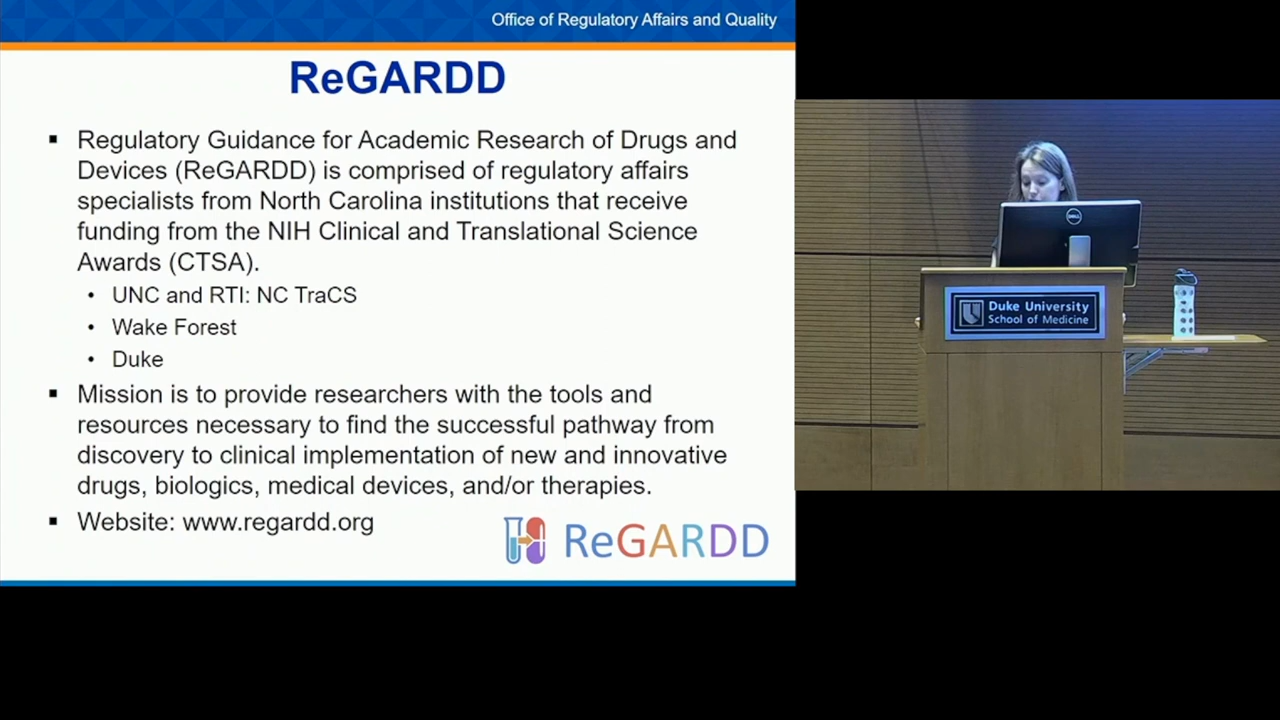 Office of Regulatory Affairs and Quality
ReGARDD
▪ Regulatory Guidance for Academic Research of Drugs and
Devices (ReGARDD) is comprised of regulatory affairs
specialists from North Carolina institutions that receive
funding from the NIH Clinical and Translational Science
Awards (CTSA).
• UNC and RTI: NC TraCS
• Wake Forest
• Duke
▪ Mission is to provide researchers with the tools and
resources necessary to find the successful pathway from
discovery to clinical implementation of new and innovative
drugs, biologics, medical devices, and/or therapies.
▪ Website: www.regardd.org
ReGARDD
DELL
Duke University
School of Medicine